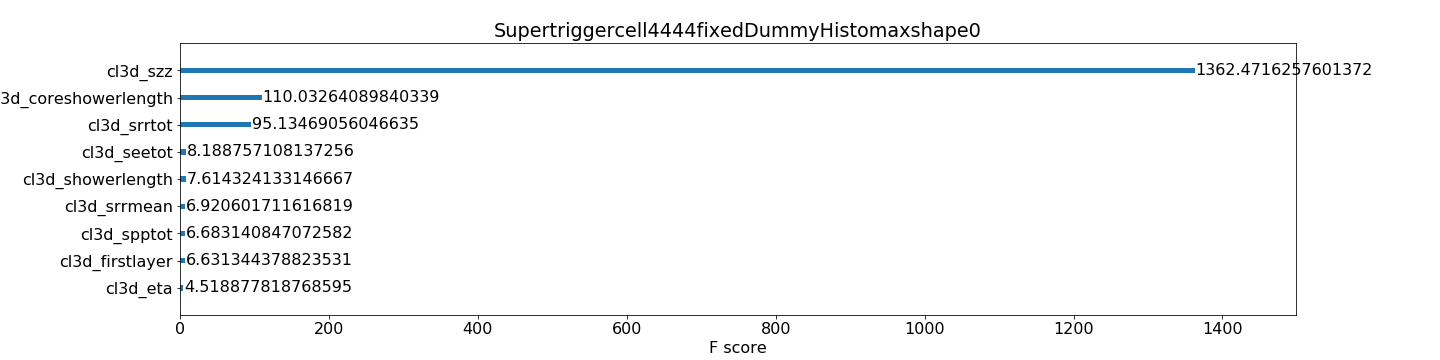 Supertriggercell4444fixedDummyHistomaxshape0
cl3d_szz 1362.4716257601372
3d_coreshowerlength 110.03264089840339
cl3d_srrtot 95.13469056046635
cl3d_seetot 8.188757108137256
cl3d_showerlength 7.614324133146667
cl3d_srrmean 6.920601711616819
cl3d_spptot 6.683140847072582
cl3d_firstlayer 6.631344378823531
cl3d_eta 4.518877818768595
0 200 400 600 800 1000 1200 1400
F score